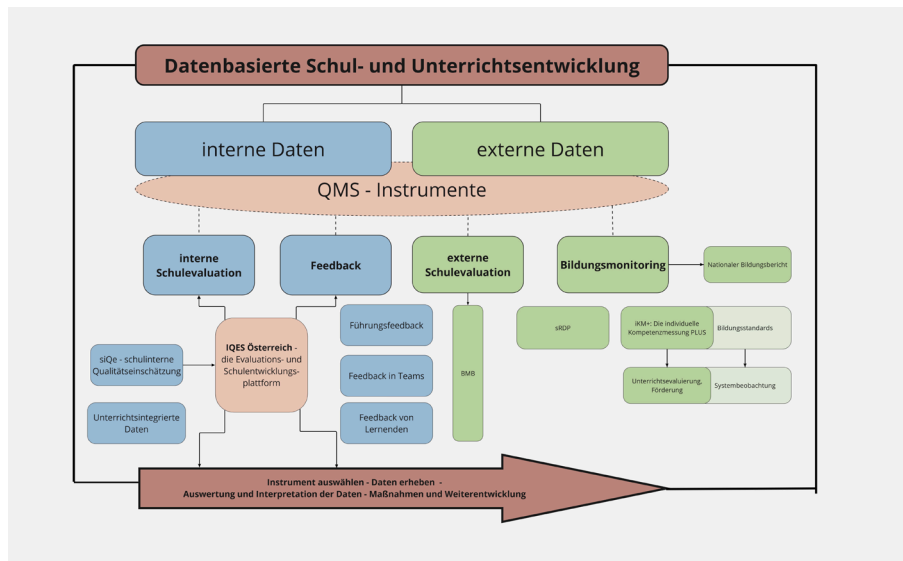 Datenbasierte Schul- und Unterrichtsentwicklung
interne Daten
externe Daten
QMS - Instrumente
interne
Schulevaluation
Feedback
externe
Schulevaluation
Bildungsmonitoring
Nationaler Bildungsbericht
Führungsfeedback
sRDP
iKM+: Die individuelle
Kompetenzmessung PLUS
Bildungsstandards
IQES Österreich -
die Evaluations- und
Schulentwicklungs-
plattform
siQe - schulinterne
Qualitätseinschätzung
Feedback in Teams
BMB
Unterrichtsevaluierung,
Förderung
Systembeobachtung
Unterrichtsintegrierte
Daten
Feedback von
Lernenden
Instrument auswählen - Daten erheben -
Auswertung und Interpretation der Daten - Maßnahmen und Weiterentwicklung